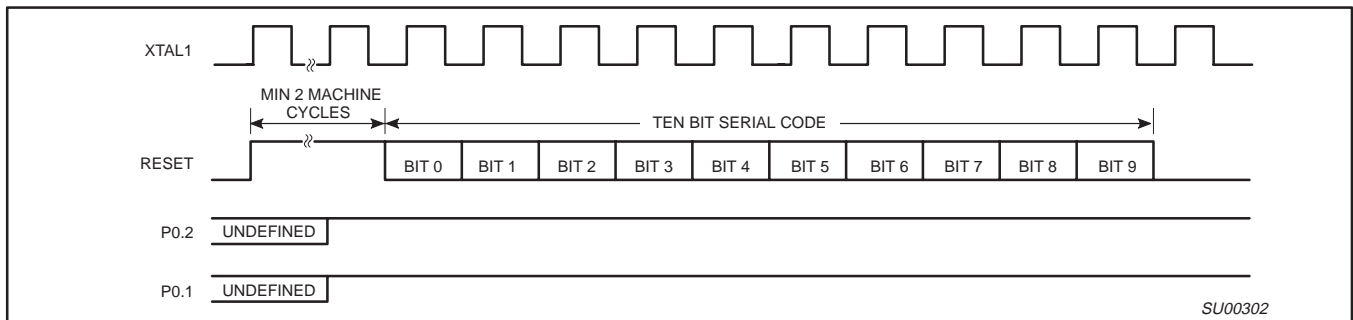 XTAL1
MIN 2 MACHINE
CYCLES
TEN BIT SERIAL CODE
RESET
BIT 0 BIT 1 BIT 2 BIT 3 BIT 4 BIT 5 BIT 6 BIT 7 BIT 8 BIT 9
P0.2 UNDEFINED
P0.1 UNDEFINED
SU00302